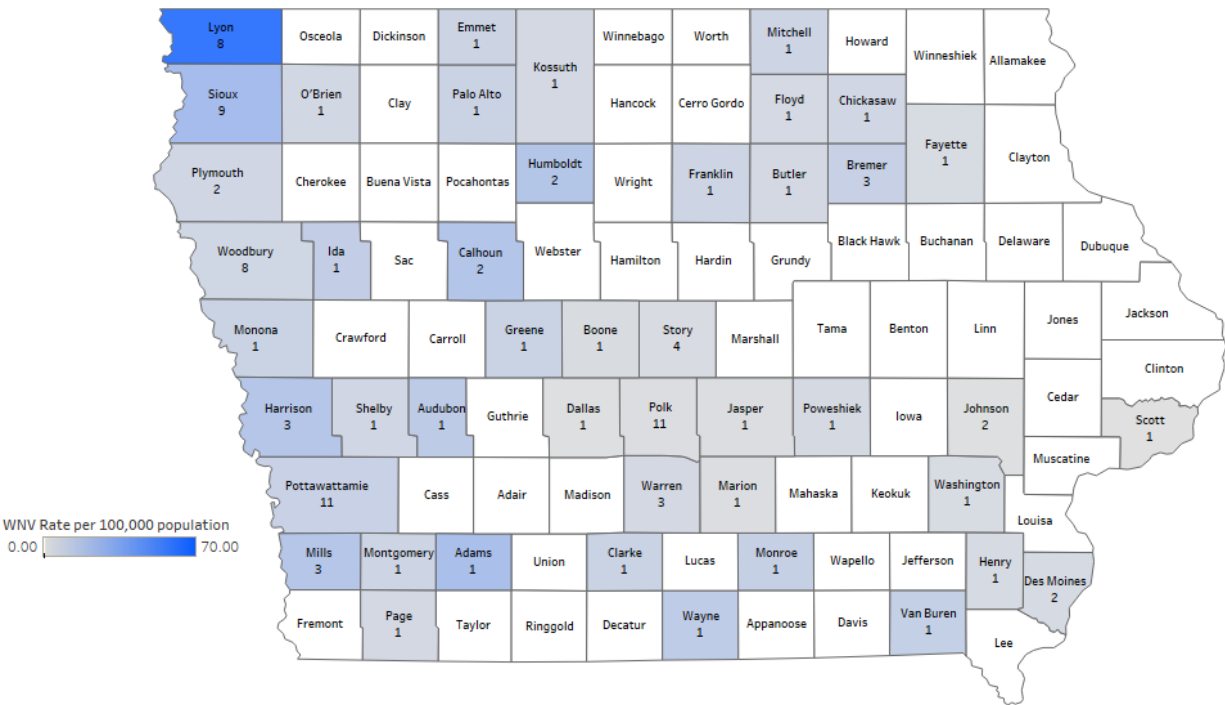 Lyon
8
Osceola
Dickinson
Emmet
1
Kossuth
1
Winnebago
Worth
Mitchell
1
Howard
Winneshiek
Allamakee
Sioux
9
O'Brien
1
Clay
Palo Alto
1
Hancock
Cerro Gordo
Floyd
1
Chickasaw
1
Fayette
1
Clayton
Plymouth
2
Cherokee
Buena Vista
Pocahontas
Humboldt
2
Wright
Franklin
1
Butler
1
Bremer
3
Woodbury
8
Ida
1
Sac
Calhoun
2
Webster
Hamilton
Hardin
Grundy
Black Hawk
Buchanan
Delaware
Dubuque
Monona
1
Crawford
Carroll
Greene
1
Boone
1
Story
4
Marshall
Tama
Benton
Linn
Jones
Jackson
Clinton
Harrison
3
Shelby
1
Audubon
1
Guthrie
Dallas
1
Polk
11
Jasper
1
Poweshiek
1
Iowa
Johnson
2
Cedar
Scott
1
Muscatine
Pottawattamie
11
Cass
Adair
Madison
Warren
3
Marion
1
Mahaska
Keokuk
Washington
1
Louisa
WNV Rate per 100,000 population
0.00 70.00
Mills
3
Montgomery
1
Adams
1
Union
Clarke
1
Lucas
Monroe
1
Wapello
Jefferson
Henry
1
Des Moines
2
Fremont
Page
1
Taylor
Ringgold
Decatur
Wayne
1
Appanoose
Davis
Van Buren
1
Lee